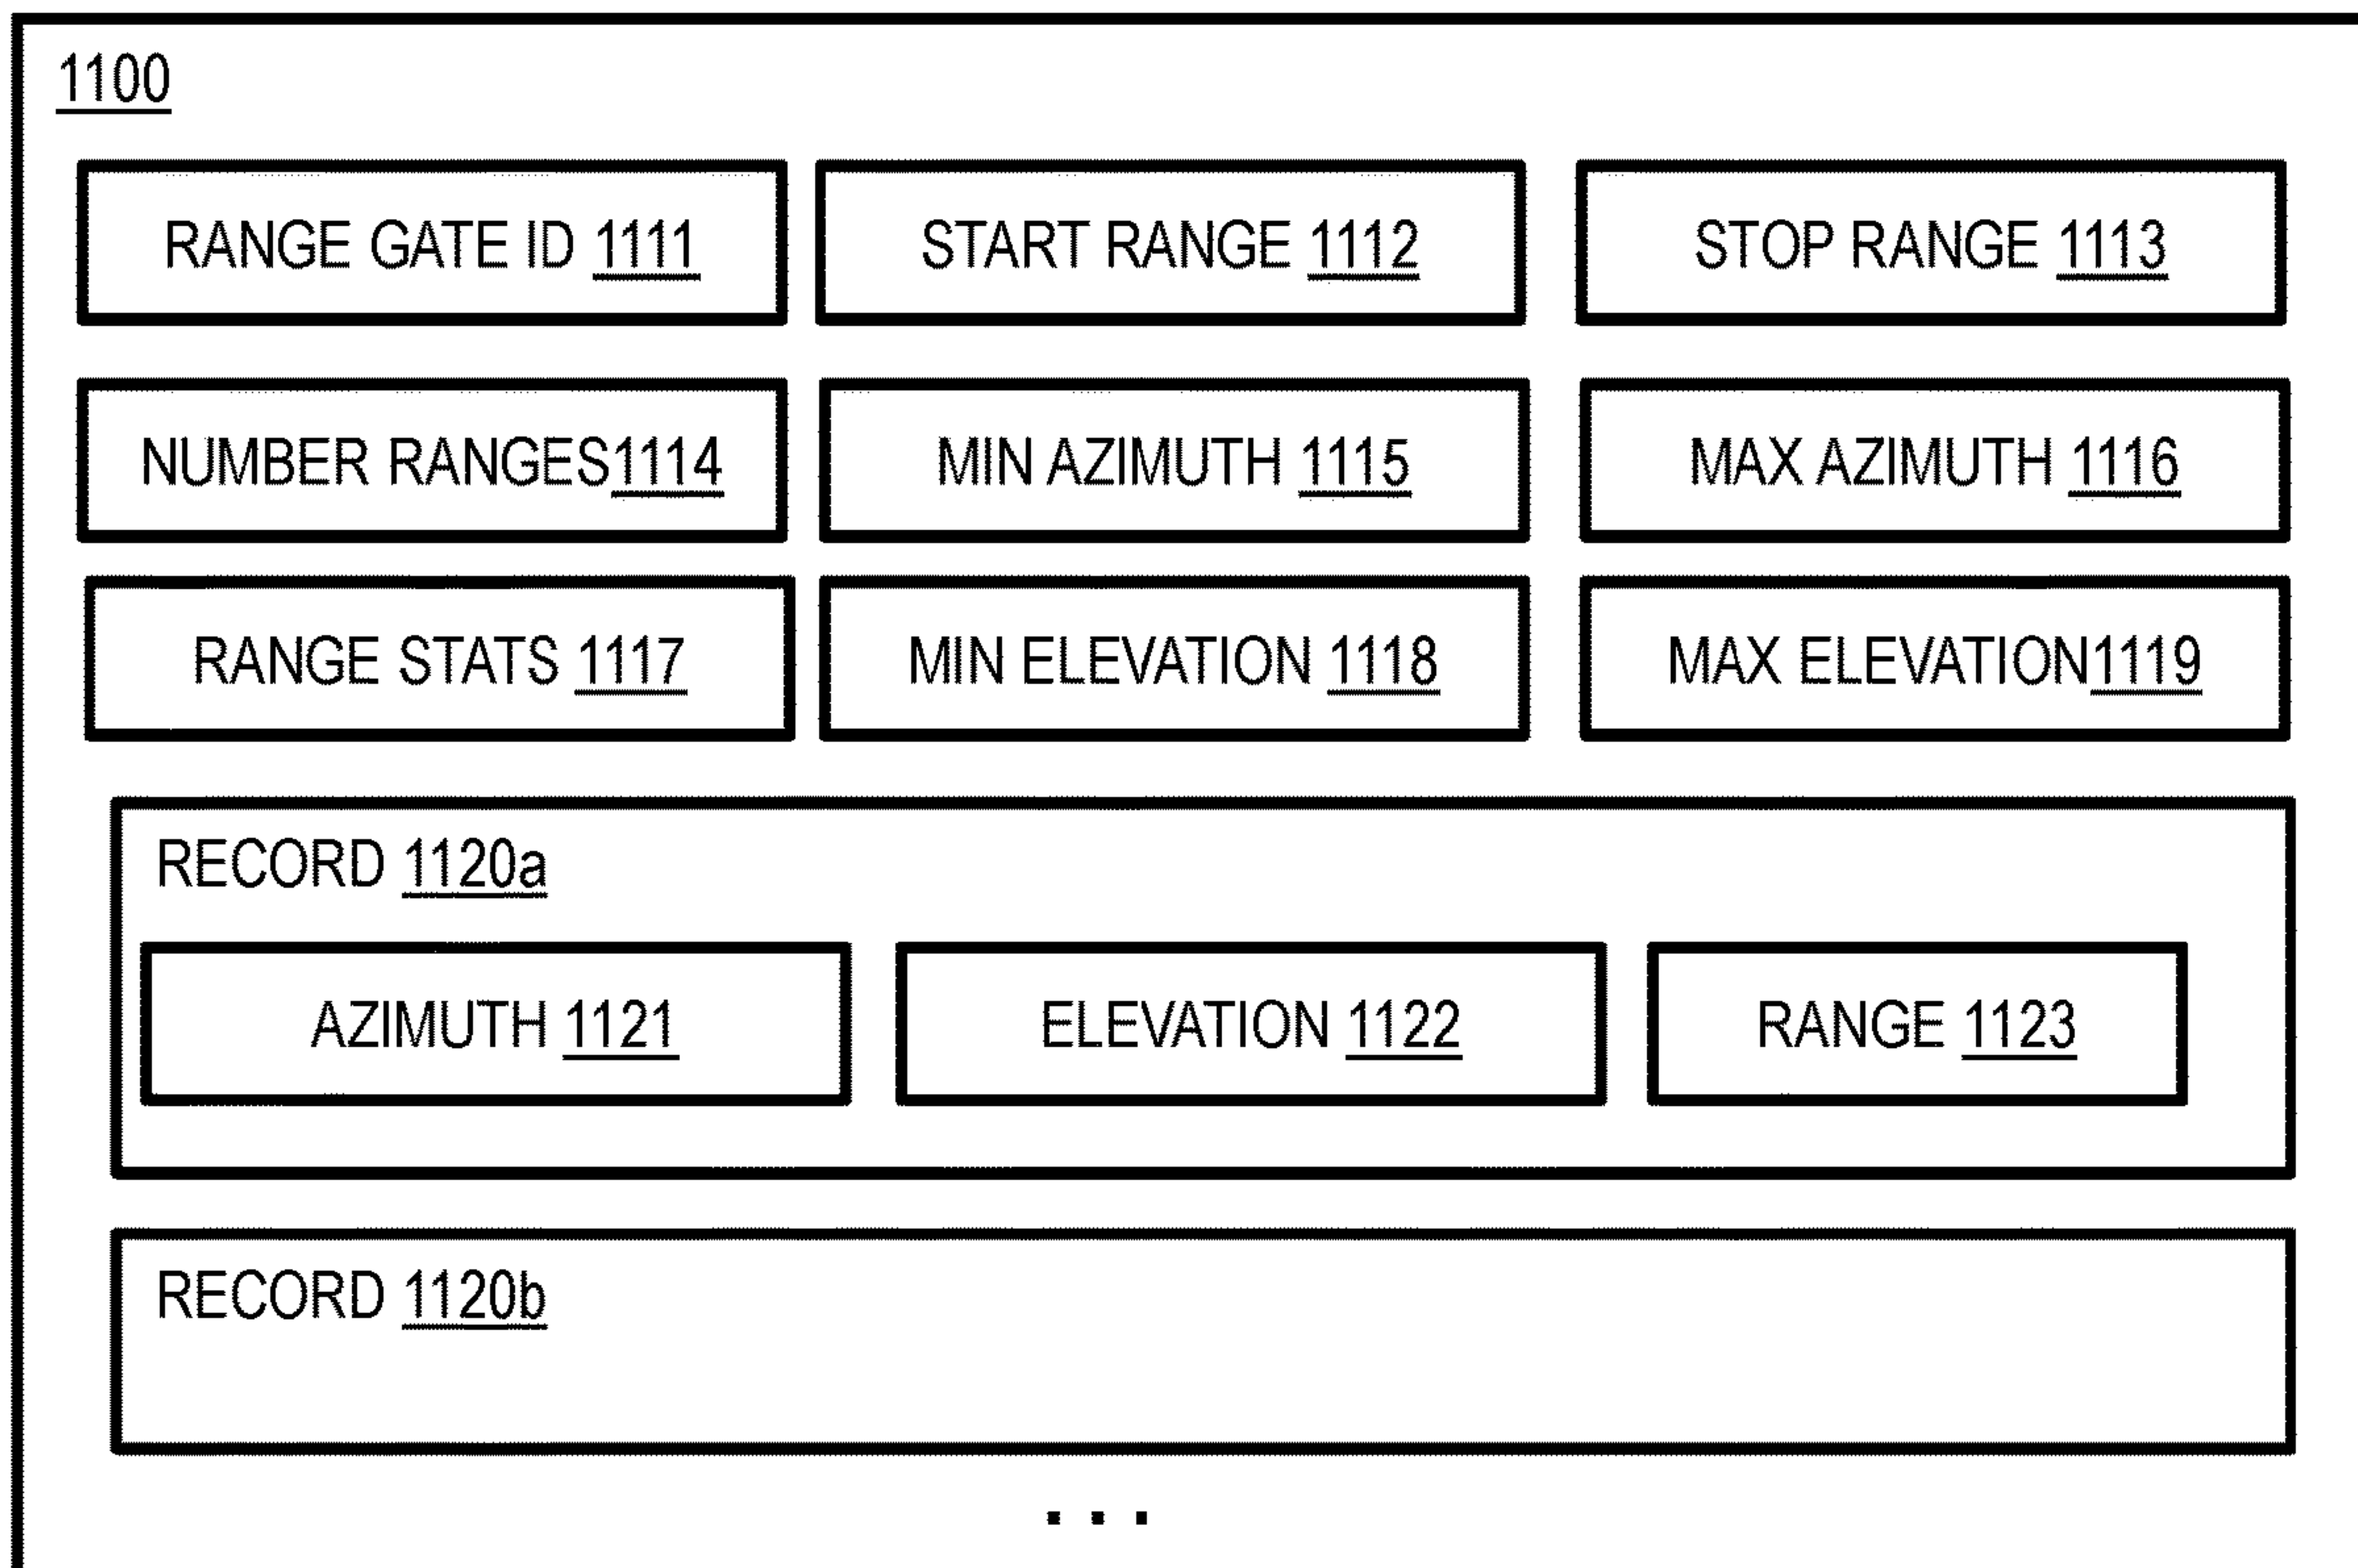 1100
RANGE GATE ID 1111
START RANGE 1112
STOP RANGE 1113
NUMBER RANGES1114
MIN AZIMUTH 1115
MAX AZIMUTH 1116
RANGE STATS 1117
MIN ELEVATION 1118
MAX ELEVATION1119
RECORD 1120a
AZIMUTH 1121
ELEVATION 1122
RANGE 1123
RECORD 1120b
...